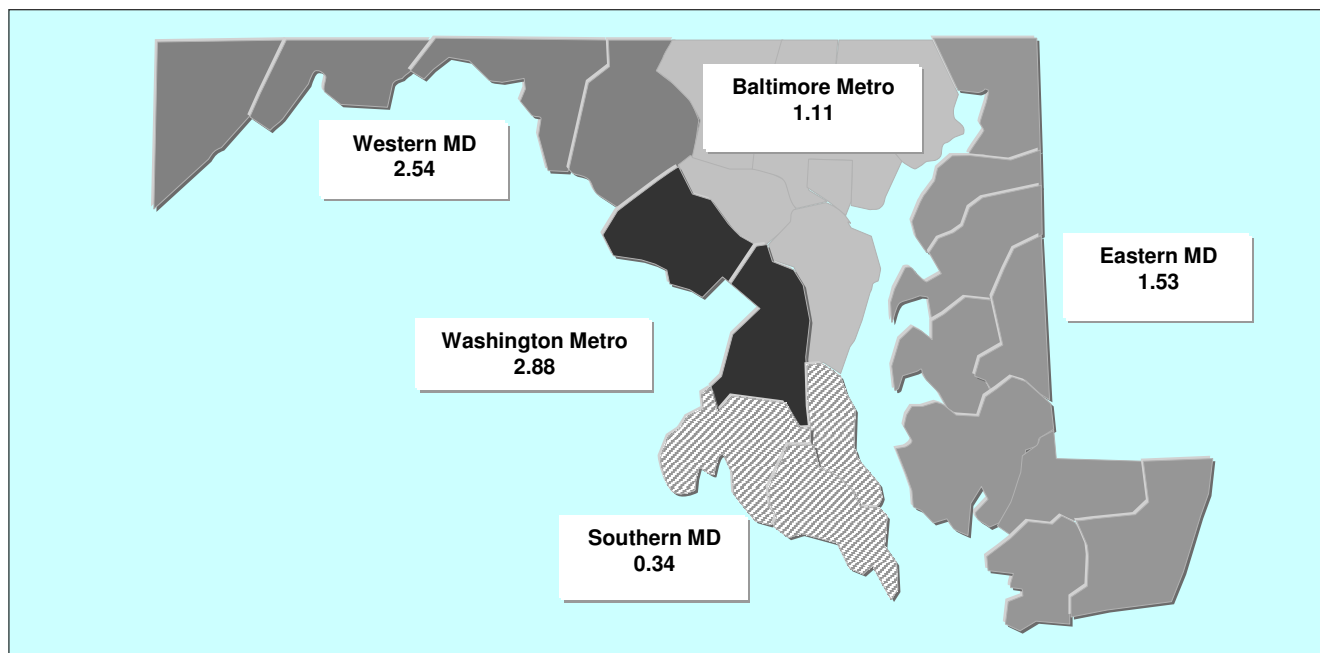 Baltimore Metro
1.11
Western MD
2.54
Eastern MD
1.53
Washington Metro
2.88
Southern MD
0.34